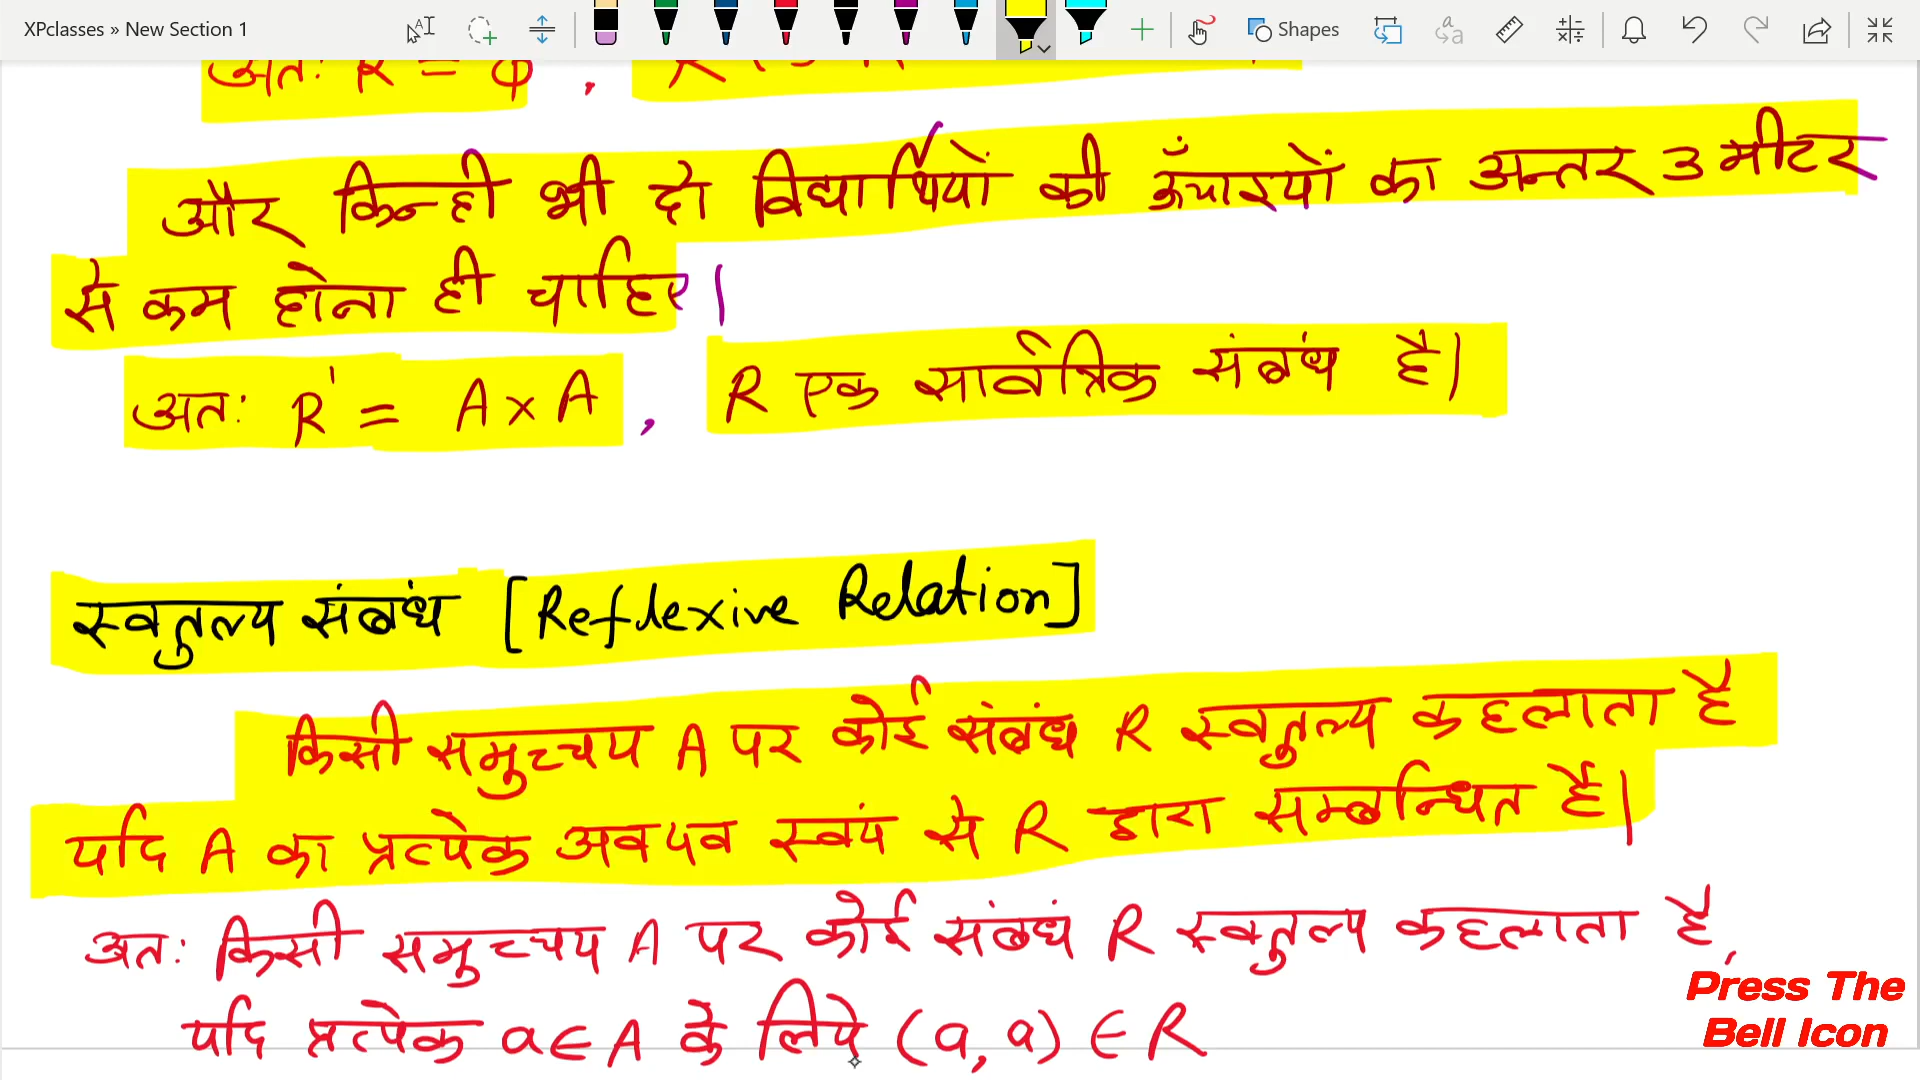 XPclasses » New Section 1
Shapes
अतः R = φ ,
और किन्ही भी दो विद्यार्थियों की ऊँचाइयों का अन्तर 3 मीटर
से कम होना ही चाहिए।
अतः R' = A × A , R एक सार्वत्रिक संबंध है।
स्वतुल्य संबंध [Reflexive Relation]
किसी समुच्चय A पर कोई संबंध R स्वतुल्य कहलाता है
यदि A का प्रत्येक अवयव स्वयं से R द्वारा सम्बन्धित है।
अतः किसी समुच्चय A पर कोई संबंध R स्वतुल्य कहलाता है,
यदि प्रत्येक a ∈ A के लिये (a, a) ∈ R
Press The
Bell Icon